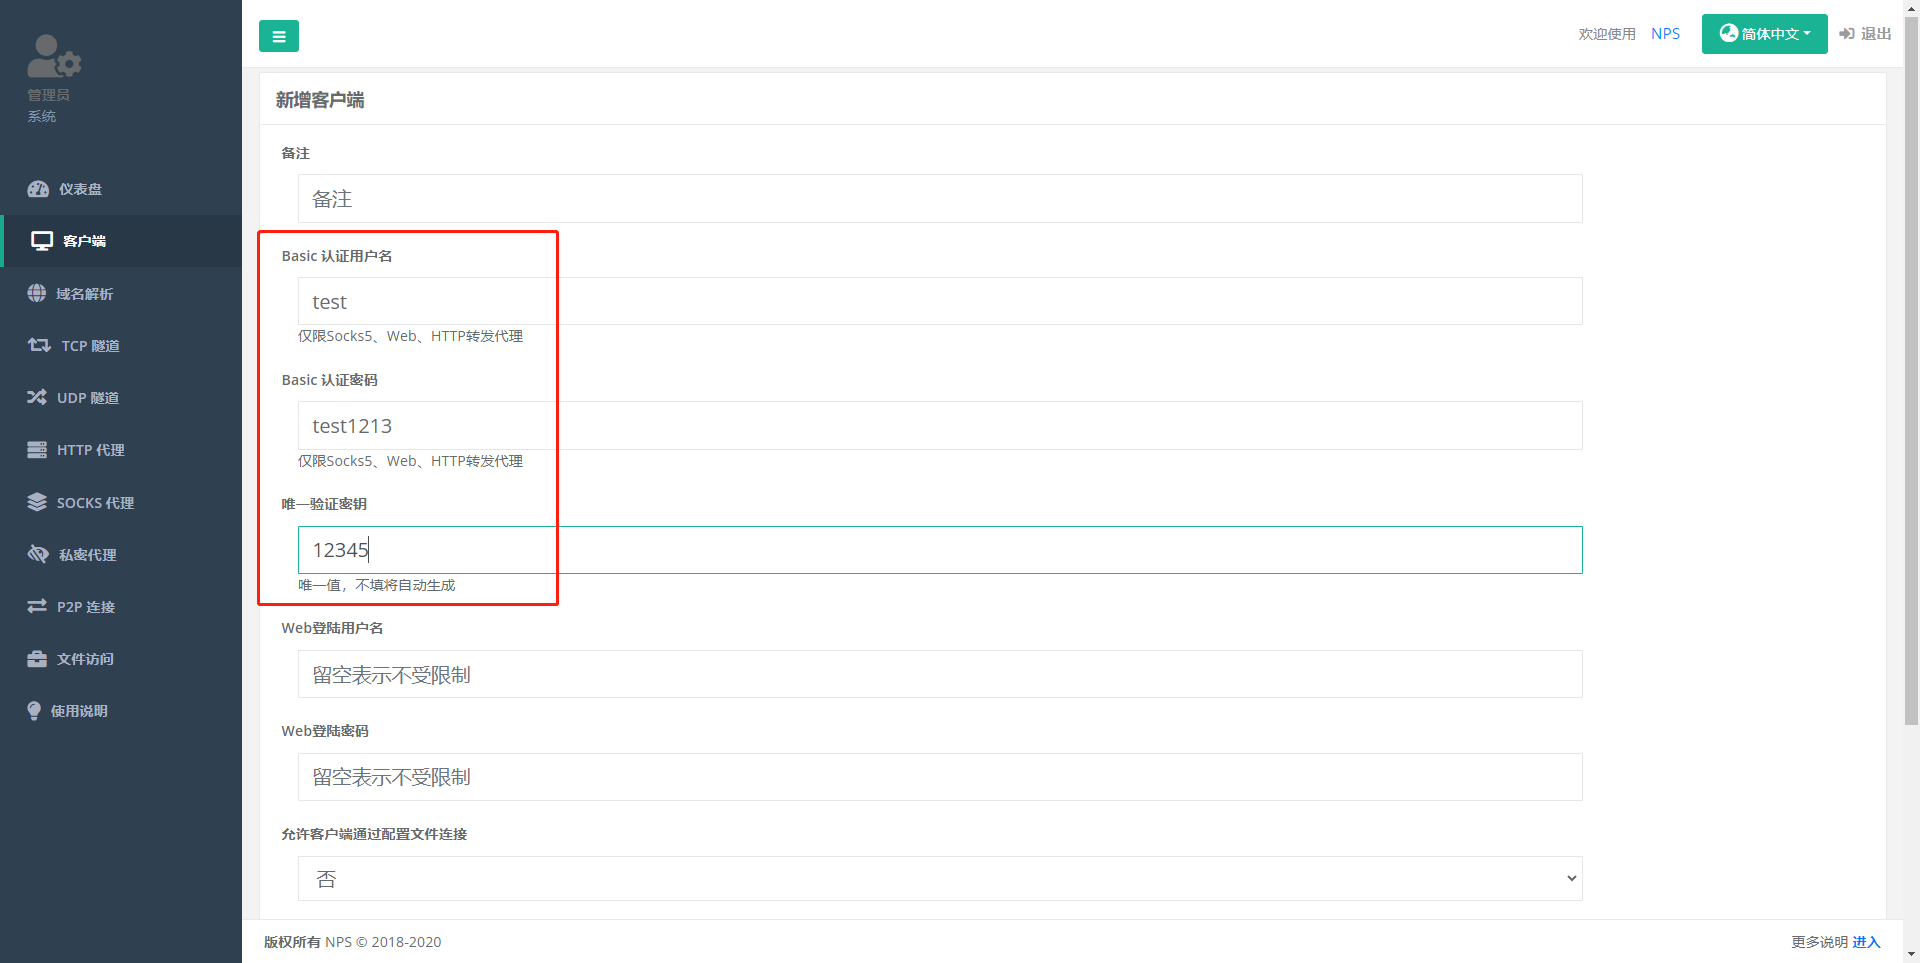 管理员
系统
仪表盘
客户端
域名解析
TCP 隧道
UDP 隧道
HTTP 代理
SOCKS 代理
私密代理
P2P 连接
文件访问
使用说明
欢迎使用 NPS 简体中文 退出
新增客户端
备注
备注
Basic 认证用户名
test
仅限Socks5、Web、HTTP转发代理
Basic 认证密码
test1213
仅限Socks5、Web、HTTP转发代理
唯一验证密钥
12345
唯一值，不填将自动生成
Web登陆用户名
留空表示不受限制
Web登陆密码
留空表示不受限制
允许客户端通过配置文件连接
否
版权所有 NPS © 2018-2020
更多说明 进入